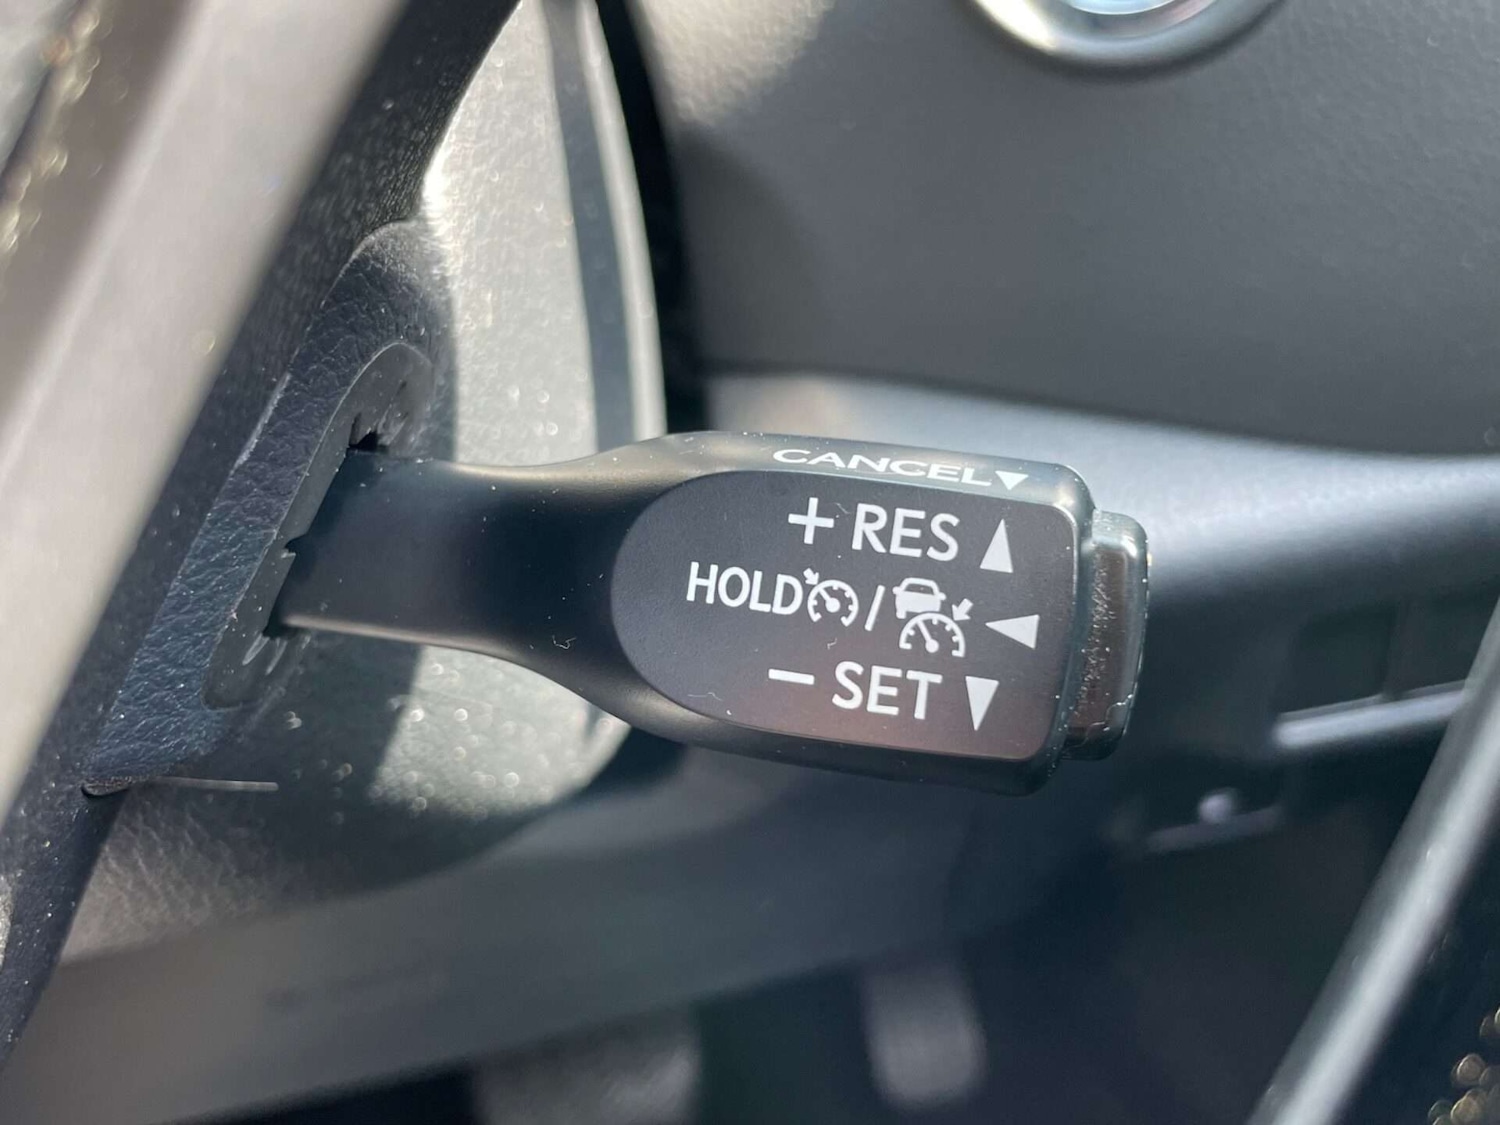 CANCEL▼
+ RES ▲
HOLD / ◀
− SET ▼